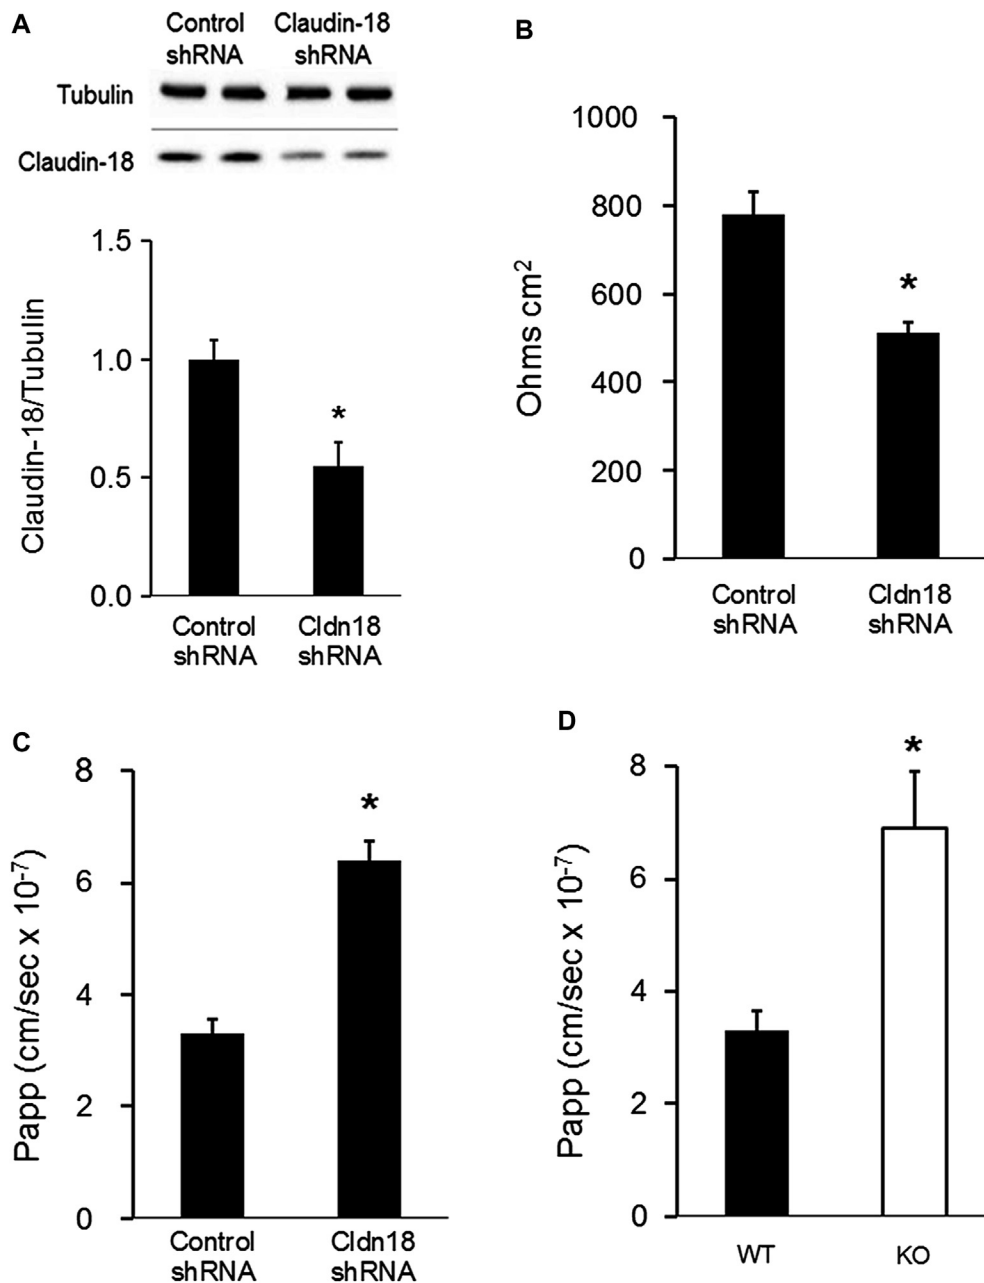 A
Control Claudin-18
shRNA shRNA
Tubulin
Claudin-18
1.5
1.0
0.5
0.0
Claudin-18/Tubulin
*
Control Cldn18
shRNA shRNA
B
1000
800
600
400
200
0
Ohms cm²
*
Control Cldn18
shRNA shRNA
C
8
6
4
2
0
Papp (cm/sec x 10⁻⁷)
*
Control Cldn18
shRNA shRNA
D
8
6
4
2
0
Papp (cm/sec x 10⁻⁷)
*
WT KO